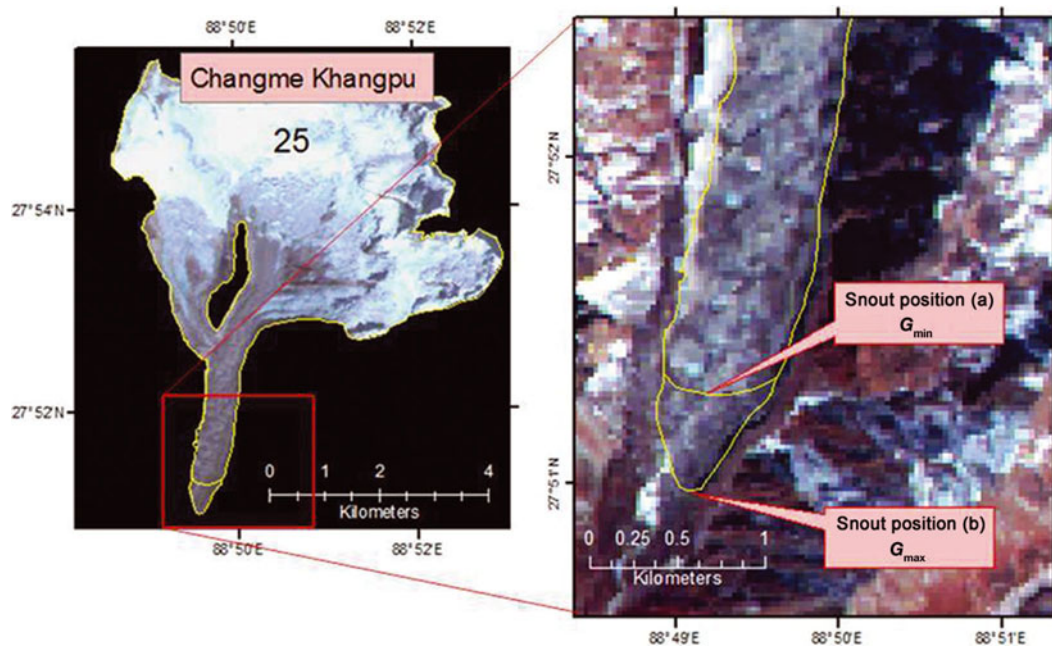 88°50'E
88°52'E
Changme Khangpu
25
27°54'N
27°52'N
0 1 2 4
Kilometers
88°50'E
88°52'E
27°52'N
27°51'N
Snout position (a)
Gmin
Snout position (b)
Gmax
0 0.25 0.5 1
Kilometers
88°49'E
88°50'E
88°51'E